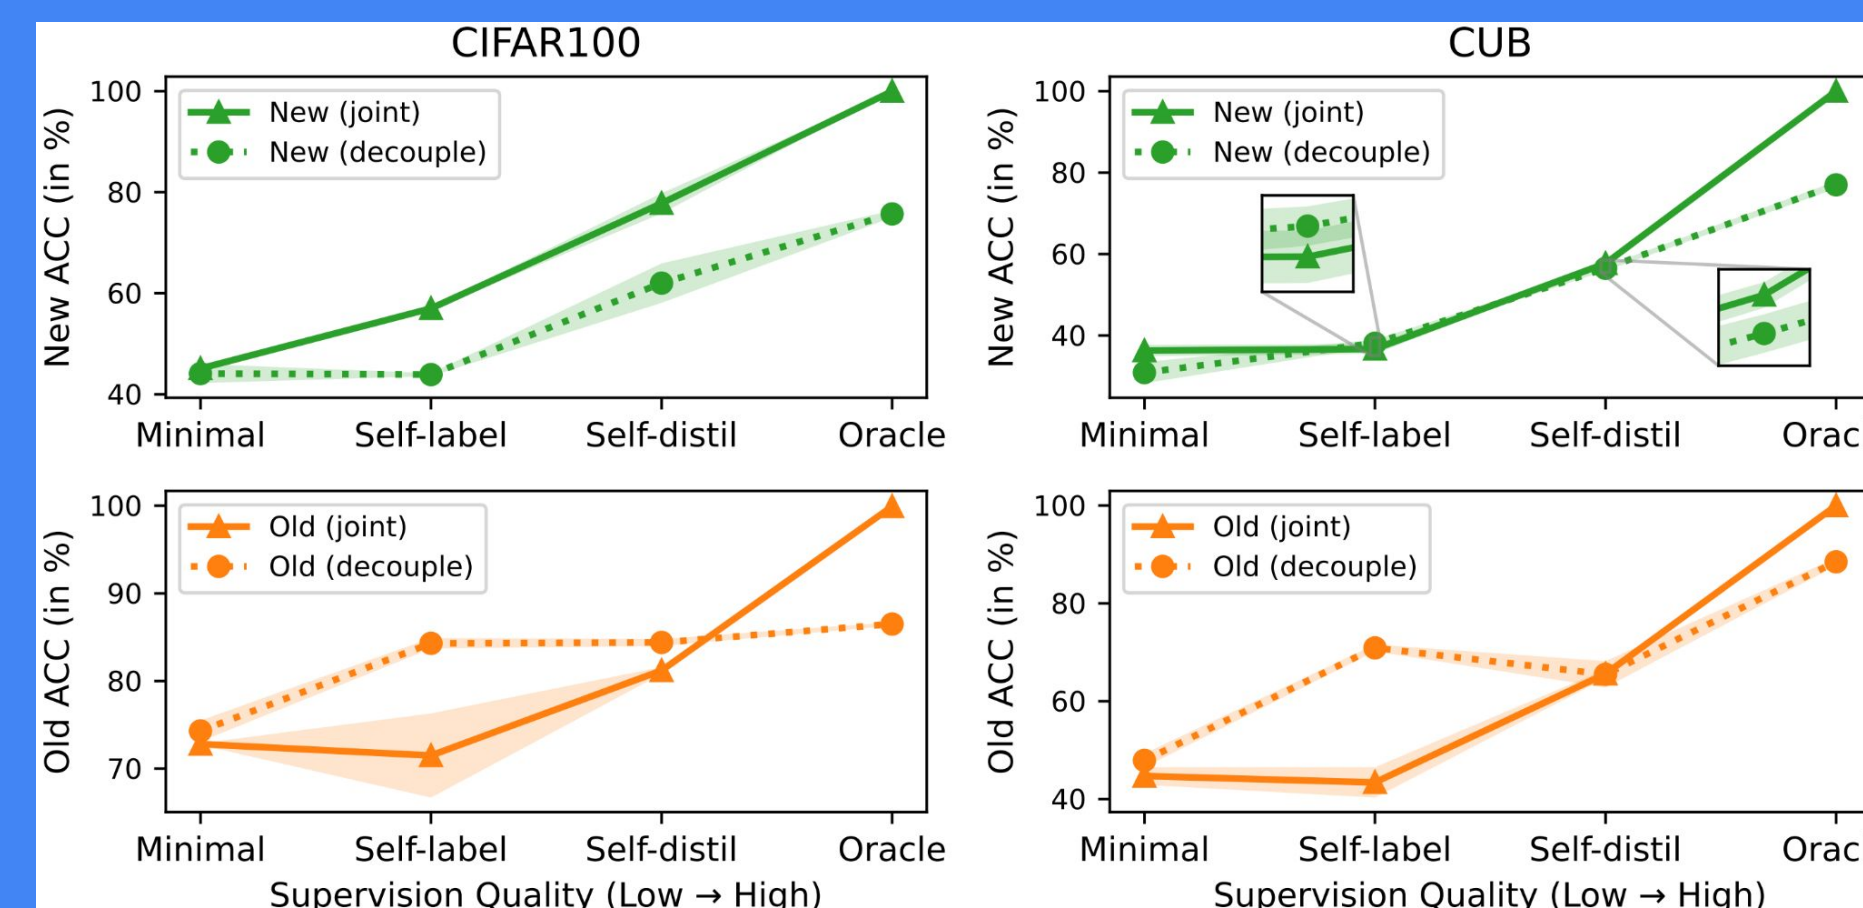 CIFAR100
New ACC (in %)
100
80
60
40
New (joint)
New (decouple)
Minimal Self-label Self-distil Oracle
CUB
New ACC (in %)
100
80
60
40
New (joint)
New (decouple)
Minimal Self-label Self-distil Orac
Old ACC (in %)
100
90
80
70
Old (joint)
Old (decouple)
Minimal Self-label Self-distil Oracle
Supervision Quality (Low → High)
Old ACC (in %)
100
80
60
40
Old (joint)
Old (decouple)
Minimal Self-label Self-distil Orac
Supervision Quality (Low → High)